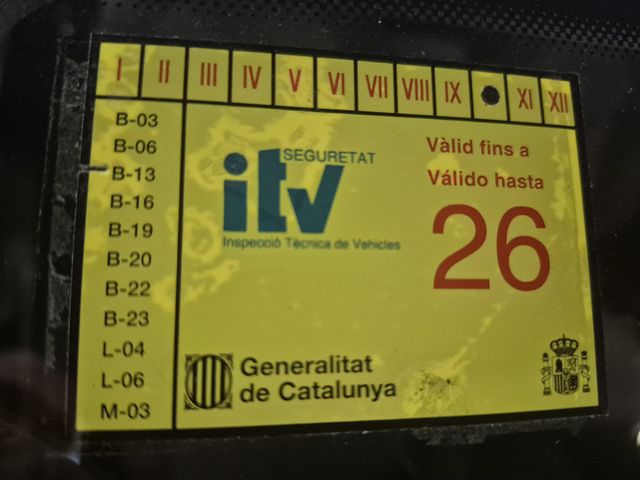 I II III IV V VI VII VIII IX XI XII
B-03
B-06
B-13
B-16
B-19
B-20
B-22
B-23
L-04
L-06
M-03
SEGURETAT
itv
Inspecció Tècnica de Vehicles
Vàlid fins a
Válido hasta
26
Generalitat
de Catalunya